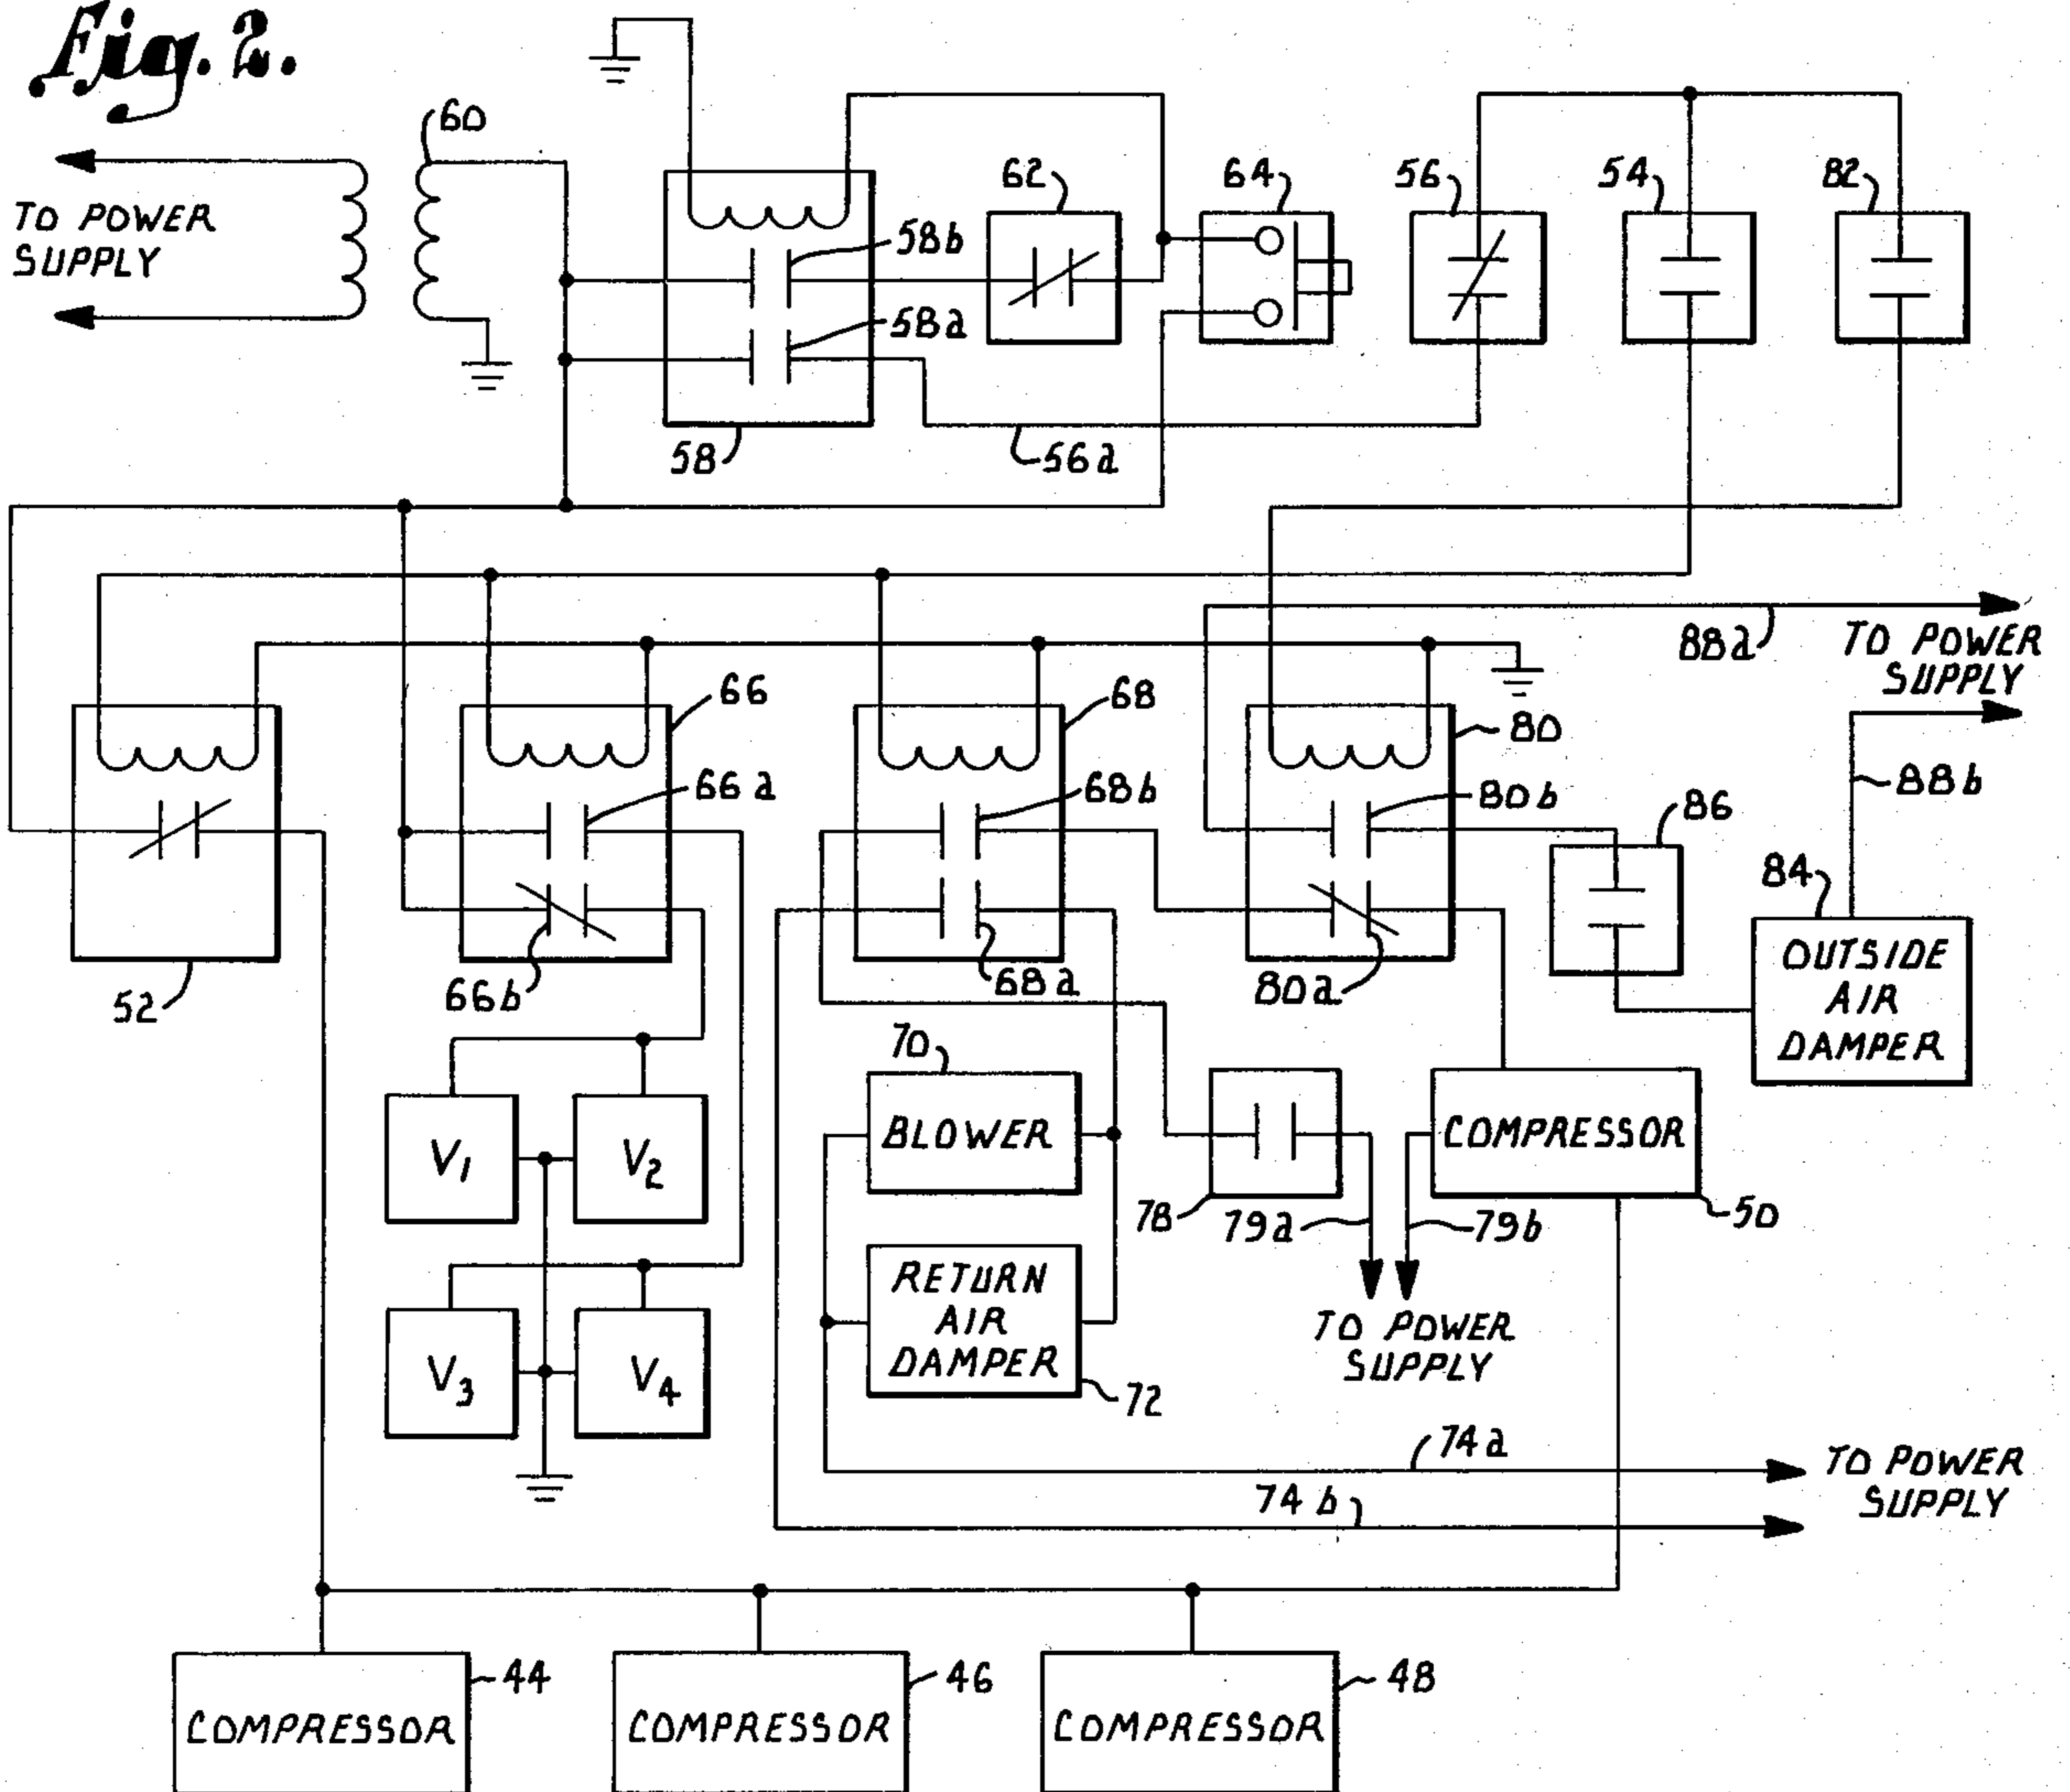 Fig. 2.
60
TO POWER
SUPPLY
62
64
56
54
82
58b
58a
58
56a
88a
TO POWER
SUPPLY
66
68
80
66a
68b
80b
88b
86
84
52
66b
68a
80a
OUTSIDE
AIR
DAMPER
70
BLOWER
V1
V2
COMPRESSOR
78
79a
79b
50
RETURN
AIR
DAMPER
72
TO POWER
SUPPLY
V3
V4
74a
TO POWER
SUPPLY
74b
44
46
48
COMPRESSOR
COMPRESSOR
COMPRESSOR